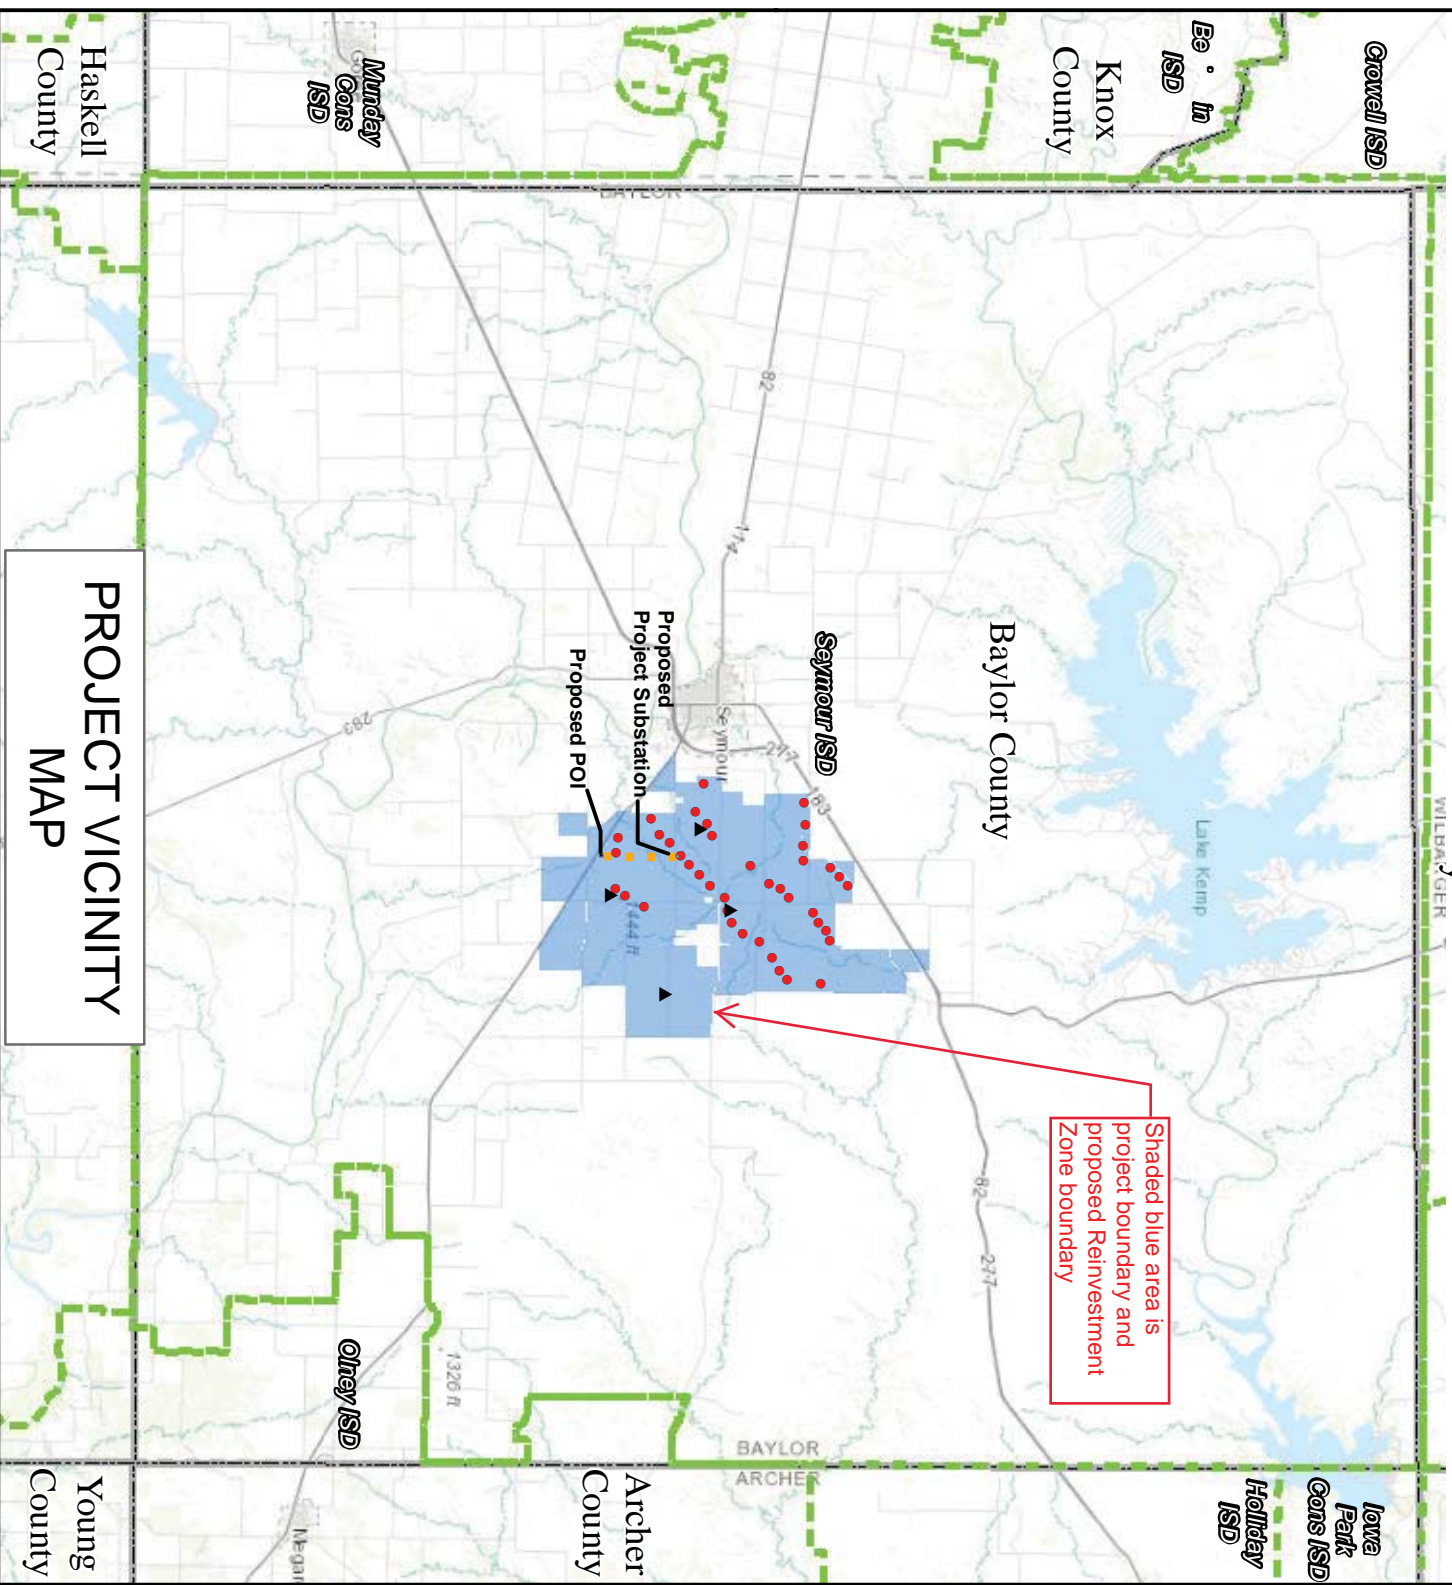 Crowell ISD
Knox
County
ISD
Munday
Cons
ISD
Haskell
County
BAYLOR
82
114
Baylor County
Lake Kemp
Seymour ISD
Seymour
277
183
283
Proposed
Project Substation
Proposed POI
1444 ft
Shaded blue area is
project boundary and
proposed Reinvestment
Zone boundary
82
277
PROJECT VICINITY
MAP
1326 ft
Olney ISD
BAYLOR
ARCHER
Archer
County
Young
County
Iowa
Park
Cons ISD
Holliday
ISD